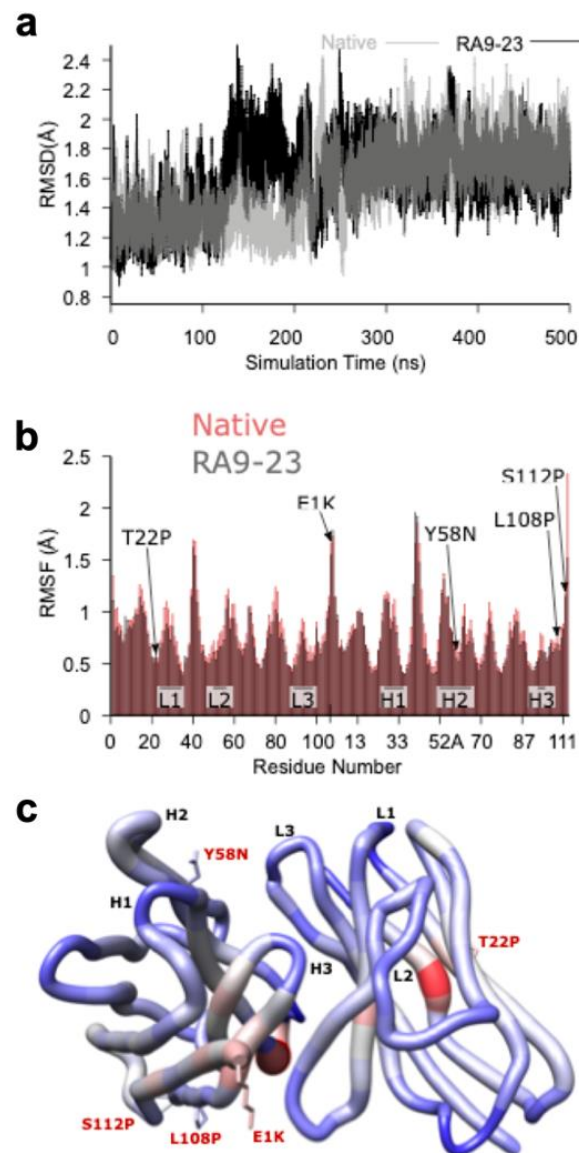 a
Native RA9-23
2.4
2.2
2
1.8
1.6
1.4
1.2
1
0.8
RMSD(Å)
0 100 200 300 400 500
Simulation Time (ns)
b
Native
RA9-23
2.5
2
1.5
1
0.5
0
RMSF (Å)
S112P
E1K
L108P
T22P
Y58N
L1 L2 L3 H1 H2 H3
0 20 40 60 80 100 13 33 52A 70 87 111
Residue Number
c
H2
L3
L1
Y58N
H1
T22P
H3
L2
S112P
L108P
E1K